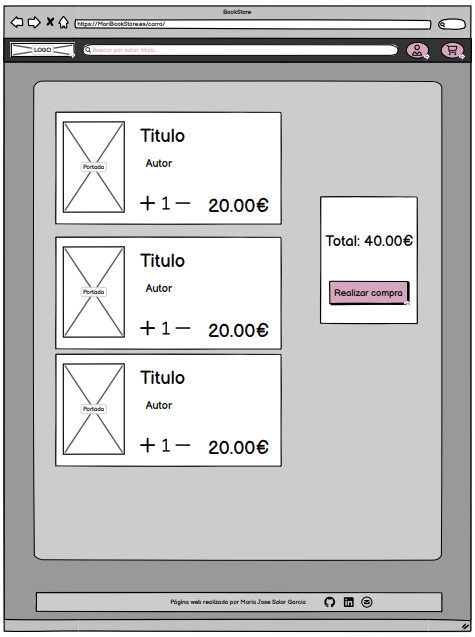 BookStore
https://MariBookStore.es/carro/
LOGO
Buscar por autor, titulo...
Titulo
Autor
Portada
+ 1 -
20.00€
Titulo
Autor
Portada
+ 1 -
20.00€
Titulo
Autor
Portada
+ 1 -
20.00€
Total: 40.00€
Realizar compra
Página web realizada por Maria Jose Solar Garcia